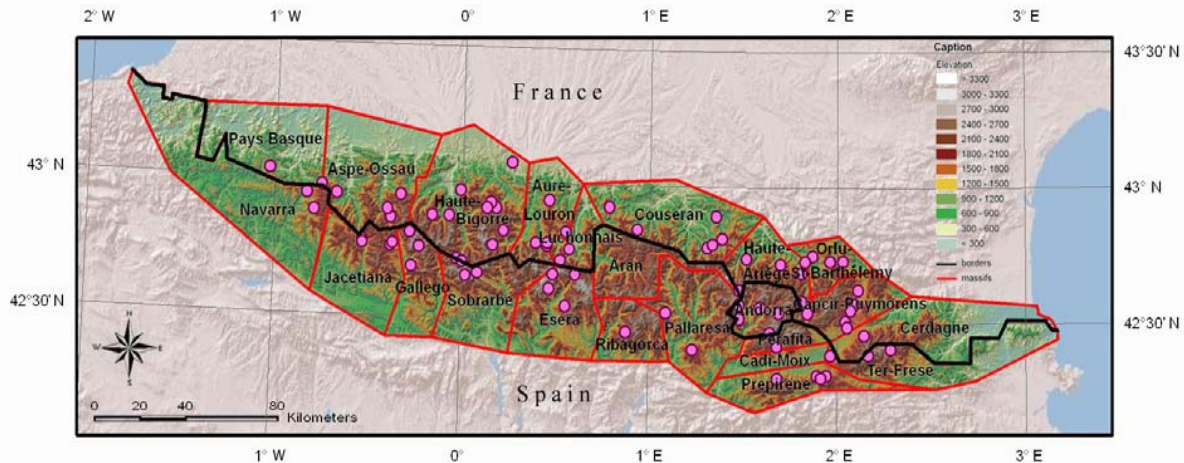 2° W 1° W 0° 1° E 2° E 3° E
43°30' N
43° N
42°30' N
43°30' N
43° N
42°30' N
France
Spain
Pays Basque
Aspe-Ossau
Navarra
Haute-
Bigorre
Aure-
Louron
Luchonnais
Couseran
Jacetiana
Gallego
Sobrarbe
Esera
Aran
Ribagorca
Pallaresa
Haute-
Ariege
Orlu-
St-Barthélemy
Andorra
Capcir-Puymorens
Perafita
Cerdagne
Cadi-Moix
Ter-Frese
Prepirene
Caption
Elevation
> 3300
3000 - 3300
2700 - 3000
2400 - 2700
2100 - 2400
1800 - 2100
1500 - 1800
1200 - 1500
900 - 1200
600 - 900
300 - 600
< 300
borders
massifs
N
W E
S
0 20 40 80
Kilometers
1° W 0° 1° E 2° E 3° E